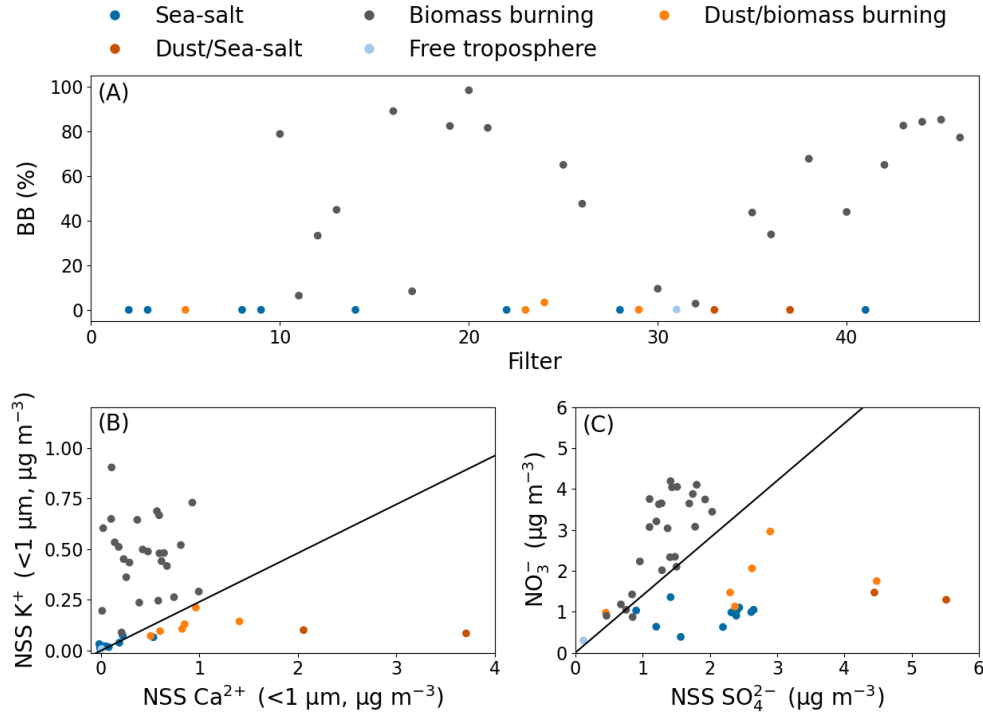 Sea-salt Biomass burning Dust/biomass burning
Dust/Sea-salt Free troposphere
(A)
BB (%)
100
80
60
40
20
0
0 10 20 30 40
Filter
(B)
NSS K⁺ (<1 μm, μg m⁻³)
1.00
0.75
0.50
0.25
0.00
0 1 2 3 4
NSS Ca²⁺ (<1 μm, μg m⁻³)
(C)
NO₃⁻ (μg m⁻³)
6
5
4
3
2
1
0
0 1 2 3 4 5 6
NSS SO₄²⁻ (μg m⁻³)